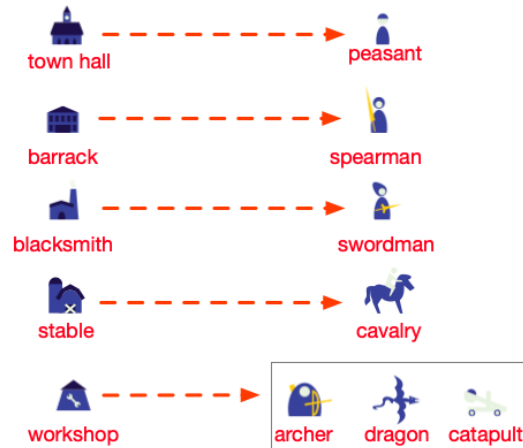 town hall
peasant
barrack
spearman
blacksmith
swordman
stable
cavalry
workshop
archer
dragon
catapult